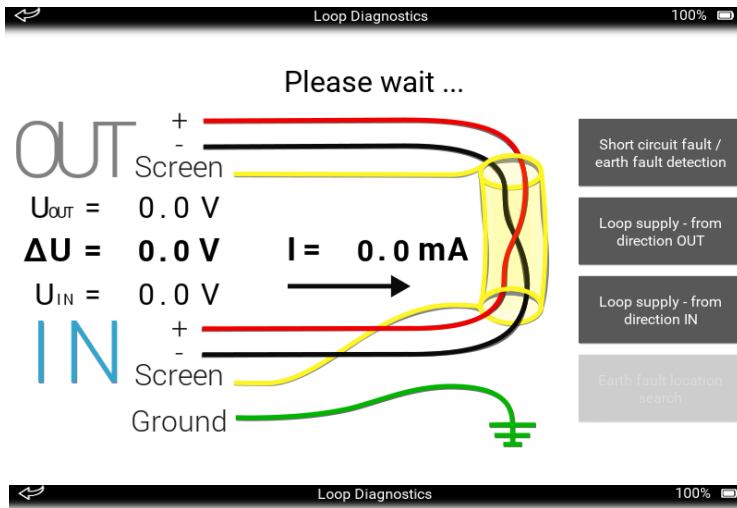 Loop Diagnostics
100%
Please wait ...
OUT
+
-
Screen
UOUT = 0.0 V
ΔU = 0.0 V
I = 0.0 mA
UIN = 0.0 V
IN
+
-
Screen
Ground
Short circuit fault /
earth fault detection
Loop supply - from
direction OUT
Loop supply - from
direction IN
Earth fault location
search
Loop Diagnostics
100%